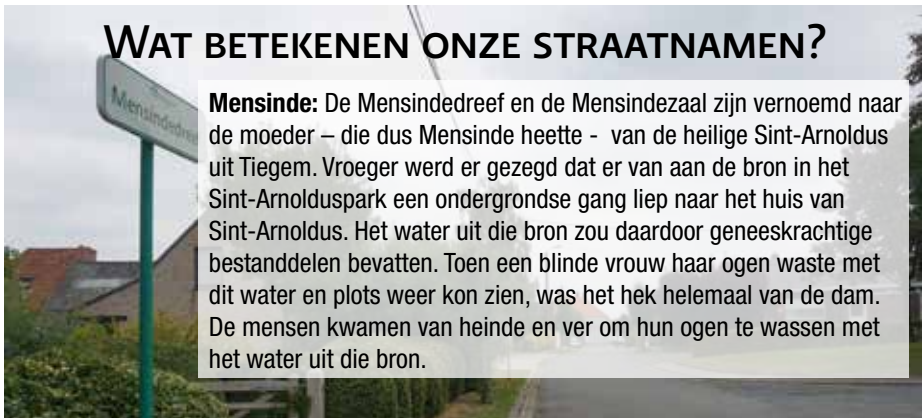 WAT BETEKENEN ONZE STRAATNAMEN?
Mensindedreef
Mensinde: De Mensindedreef en de Mensindezaal zijn vernoemd naar
de moeder – die dus Mensinde heette - van de heilige Sint-Arnoldus
uit Tiegem. Vroeger werd er gezegd dat er van aan de bron in het
Sint-Arnolduspark een ondergrondse gang liep naar het huis van
Sint-Arnoldus. Het water uit die bron zou daardoor geneeskrachtige
bestanddelen bevatten. Toen een blinde vrouw haar ogen waste met
dit water en plots weer kon zien, was het hek helemaal van de dam.
De mensen kwamen van heinde en ver om hun ogen te wassen met
het water uit die bron.